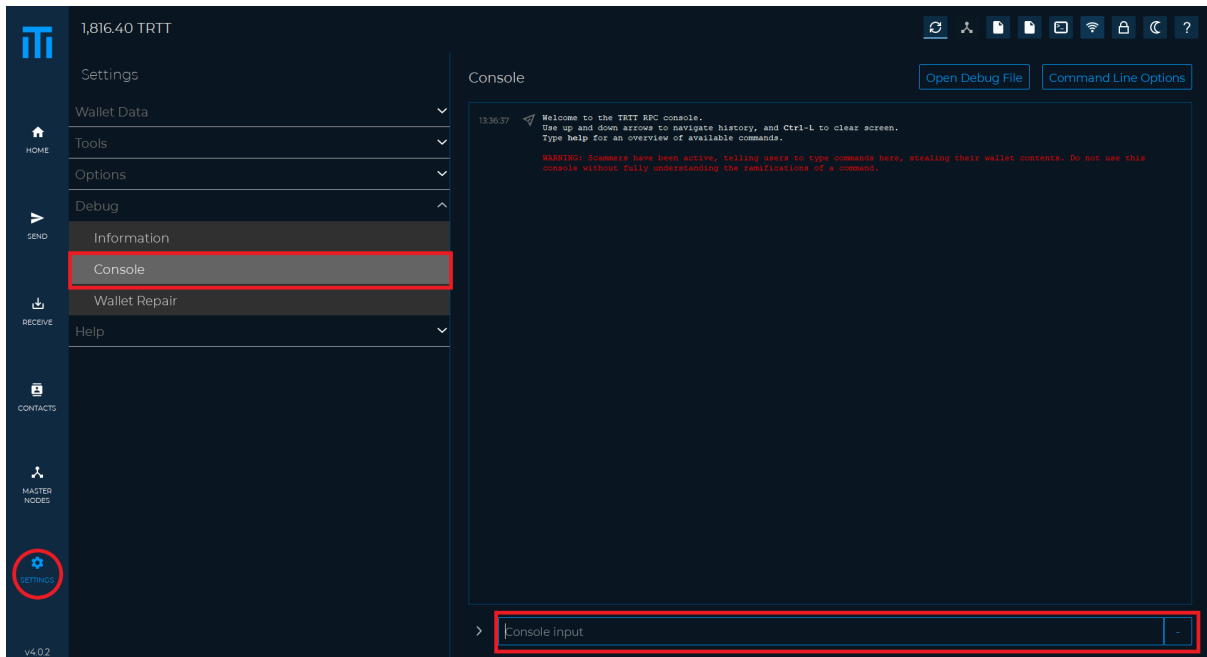 1,816.40 TRTT
?
Settings
Console
Open Debug File
Command Line Options
Wallet Data
Tools
Options
Debug
Information
Console
Wallet Repair
Help
HOME
SEND
RECEIVE
CONTACTS
MASTER
NODES
SETTINGS
v4.0.2
13:36:37
Welcome to the TRTT RPC console.
Use up and down arrows to navigate history, and Ctrl-L to clear screen.
Type help for an overview of available commands.
WARNING: Scammers have been active, telling users to type commands here, stealing their wallet contents. Do not use this
console without fully understanding the ramifications of a command.
> Console input
-